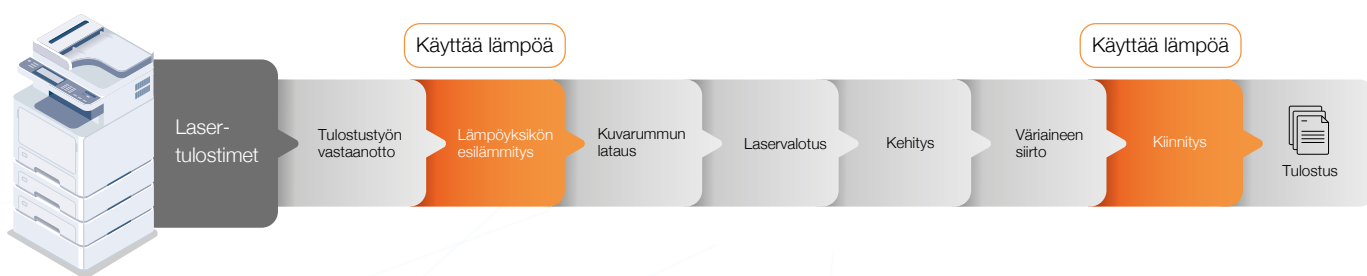 Käyttää lämpöä
Käyttää lämpöä
Laser-
tulostimet
Tulostustyön
vastaanotto
Lämpöyksikön
esilämmitys
Kuvarummun
lataus
Laservalotus
Kehitys
Väriaineen
siirto
Kiinnitys
Tulostus